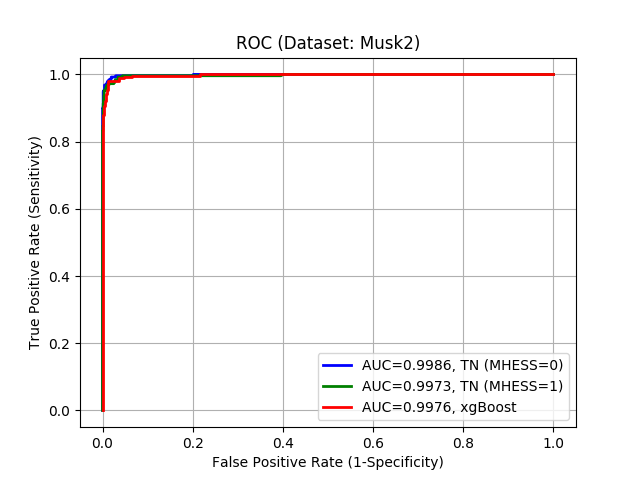 ROC (Dataset: Musk2)
True Positive Rate (Sensitivity)
1.0
0.8
0.6
0.4
0.2
0.0
AUC=0.9986, TN (MHESS=0)
AUC=0.9973, TN (MHESS=1)
AUC=0.9976, xgBoost
0.0 0.2 0.4 0.6 0.8 1.0
False Positive Rate (1-Specificity)